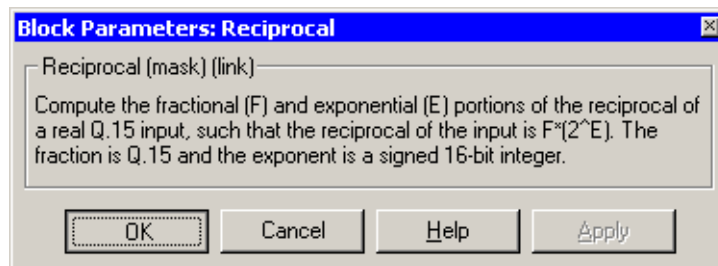 Block Parameters: Reciprocal
Reciprocal (mask) (link)
Compute the fractional (F) and exponential (E) portions of the reciprocal of
a real Q.15 input, such that the reciprocal of the input is F*(2^E). The
fraction is Q.15 and the exponent is a signed 16-bit integer.
OK Cancel Help Apply